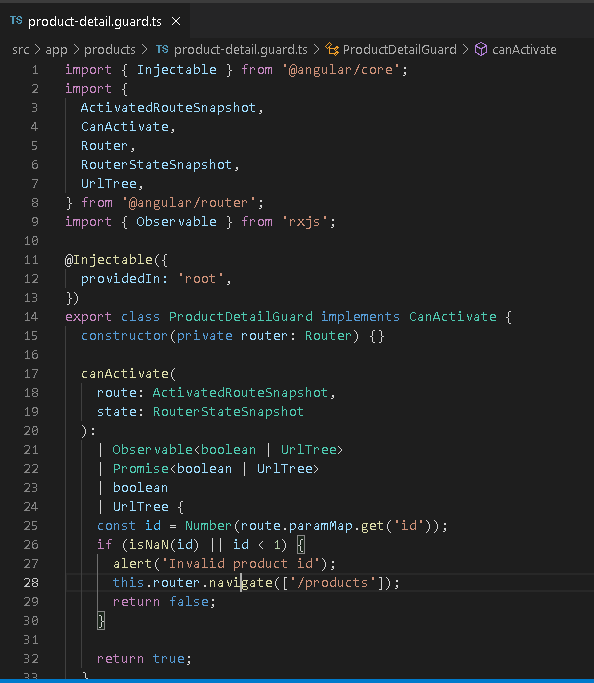 TS product-detail.guard.ts ×
src > app > products > TS product-detail.guard.ts > ProductDetailGuard > canActivate
1 import { Injectable } from '@angular/core';
2 import {
3 ActivatedRouteSnapshot,
4 CanActivate,
5 Router,
6 RouterStateSnapshot,
7 UrlTree,
8 } from '@angular/router';
9 import { Observable } from 'rxjs';
10
11 @Injectable({
12 providedIn: 'root',
13 })
14 export class ProductDetailGuard implements CanActivate {
15 constructor(private router: Router) {}
16
17 canActivate(
18 route: ActivatedRouteSnapshot,
19 state: RouterStateSnapshot
20 ):
21 | Observable<boolean | UrlTree>
22 | Promise<boolean | UrlTree>
23 | boolean
24 | UrlTree {
25 const id = Number(route.paramMap.get('id'));
26 if (isNaN(id) || id < 1) {
27 alert('Invalid product id');
28 this.router.navigate(['/products']);
29 return false;
30 }
31
32 return true;
33 }